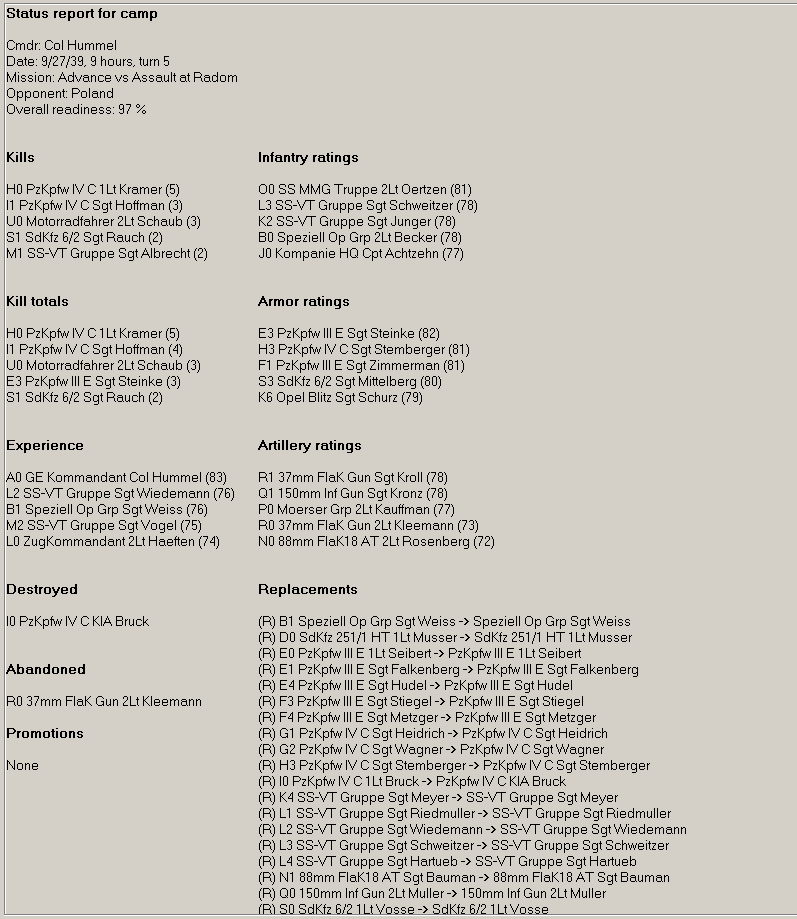 Status report for camp
Cmdr: Col Hummel
Date: 9/27/39, 9 hours, turn 5
Mission: Advance vs Assault at Radom
Opponent: Poland
Overall readiness: 97 %
Kills
H0 PzKpfw IV C 1Lt Kramer (5)
I1 PzKpfw IV C Sgt Hoffman (3)
U0 Motorradfahrer 2Lt Schaub (3)
S1 SdKfz 6/2 Sgt Rauch (2)
M1 SS-VT Gruppe Sgt Albrecht (2)
Infantry ratings
O0 SS MMG Truppe 2Lt Oertzen (81)
L3 SS-VT Gruppe Sgt Schweitzer (78)
K2 SS-VT Gruppe Sgt Junger (78)
B0 Speziell Op Grp 2Lt Becker (78)
J0 Kompanie HQ Cpt Achtzehn (77)
Kill totals
H0 PzKpfw IV C 1Lt Kramer (5)
I1 PzKpfw IV C Sgt Hoffman (4)
U0 Motorradfahrer 2Lt Schaub (3)
E3 PzKpfw III E Sgt Steinke (3)
S1 SdKfz 6/2 Sgt Rauch (2)
Armor ratings
E3 PzKpfw III E Sgt Steinke (82)
H3 PzKpfw IV C Sgt Stemberger (81)
F1 PzKpfw III E Sgt Zimmerman (81)
S3 SdKfz 6/2 Sgt Mittelberg (80)
K6 Opel Blitz Sgt Schurz (79)
Experience
A0 GE Kommandant Col Hummel (83)
L2 SS-VT Gruppe Sgt Wiedemann (76)
B1 Speziell Op Grp Sgt Weiss (76)
M2 SS-VT Gruppe Sgt Vogel (75)
L0 ZugKommandant 2Lt Haeften (74)
Artillery ratings
R1 37mm FlaK Gun Sgt Kroll (78)
Q1 150mm Inf Gun Sgt Kronz (78)
P0 Moerser Grp 2Lt Kauffman (77)
R0 37mm FlaK Gun 2Lt Kleemann (73)
N0 88mm FlaK18 AT 2Lt Rosenberg (72)
Destroyed
I0 PzKpfw IV C KIA Bruck
Abandoned
R0 37mm FlaK Gun 2Lt Kleemann
Promotions
None
Replacements
(R) B1 Speziell Op Grp Sgt Weiss -> Speziell Op Grp Sgt Weiss
(R) D0 SdKfz 251/1 HT 1Lt Musser -> SdKfz 251/1 HT 1Lt Musser
(R) E0 PzKpfw III E 1Lt Seibert -> PzKpfw III E 1Lt Seibert
(R) E1 PzKpfw III E Sgt Falkenberg -> PzKpfw III E Sgt Falkenberg
(R) E4 PzKpfw III E Sgt Hudel -> PzKpfw III E Sgt Hudel
(R) F3 PzKpfw III E Sgt Stiegel -> PzKpfw III E Sgt Stiegel
(R) F4 PzKpfw III E Sgt Metzger -> PzKpfw III E Sgt Metzger
(R) G1 PzKpfw IV C Sgt Heidrich -> PzKpfw IV C Sgt Heidrich
(R) G2 PzKpfw IV C Sgt Wagner -> PzKpfw IV C Sgt Wagner
(R) H3 PzKpfw IV C Sgt Stemberger -> PzKpfw IV C Sgt Stemberger
(R) I0 PzKpfw IV C 1Lt Bruck -> PzKpfw IV C KIA Bruck
(R) K4 SS-VT Gruppe Sgt Meyer -> SS-VT Gruppe Sgt Meyer
(R) L1 SS-VT Gruppe Sgt Riedmuller -> SS-VT Gruppe Sgt Riedmuller
(R) L2 SS-VT Gruppe Sgt Wiedemann -> SS-VT Gruppe Sgt Wiedemann
(R) L3 SS-VT Gruppe Sgt Schweitzer -> SS-VT Gruppe Sgt Schweitzer
(R) L4 SS-VT Gruppe Sgt Hartueb -> SS-VT Gruppe Sgt Hartueb
(R) N1 88mm FlaK18 AT Sgt Bauman -> 88mm FlaK18 AT Sgt Bauman
(R) Q0 150mm Inf Gun 2Lt Muller -> 150mm Inf Gun 2Lt Muller
(R) S0 SdKfz 6/2 1Lt Vosse -> SdKfz 6/2 1Lt Vosse